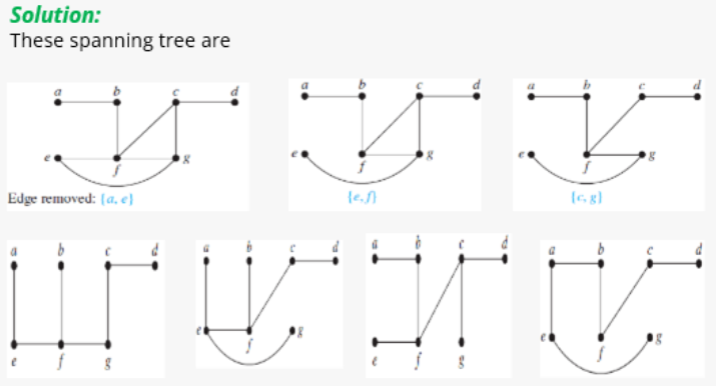 Solution:
These spanning tree are
a b c d
e f g
a b c d
e f g
a b c d
e f g
Edge removed: {a, e}
{e, f}
{c, g}
a b c d
e f g
a b c d
e f g
a b c d
e f g
a b c d
e f g